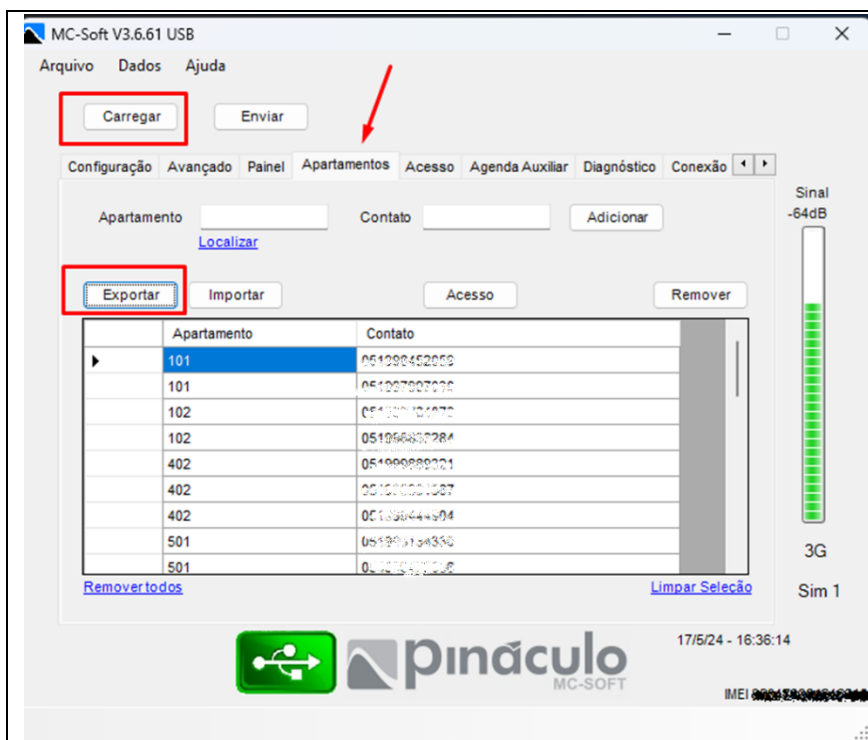 MC-Soft V3.6.61 USB
Arquivo Dados Ajuda
Carregar Enviar
Configuração Avançado Painel Apartamentos Acesso Agenda Auxiliar Diagnóstico Conexão
Sinal
-64dB
Apartamento Contato Adicionar
Localizar
Exportar Importar Acesso Remover
Apartamento Contato
101
101
102
102
402
402
402
501
501
Remover todos Limpar Seleção
3G
Sim 1
17/5/24 - 16:36:14
Pináculo
MC-SOFT
IMEI